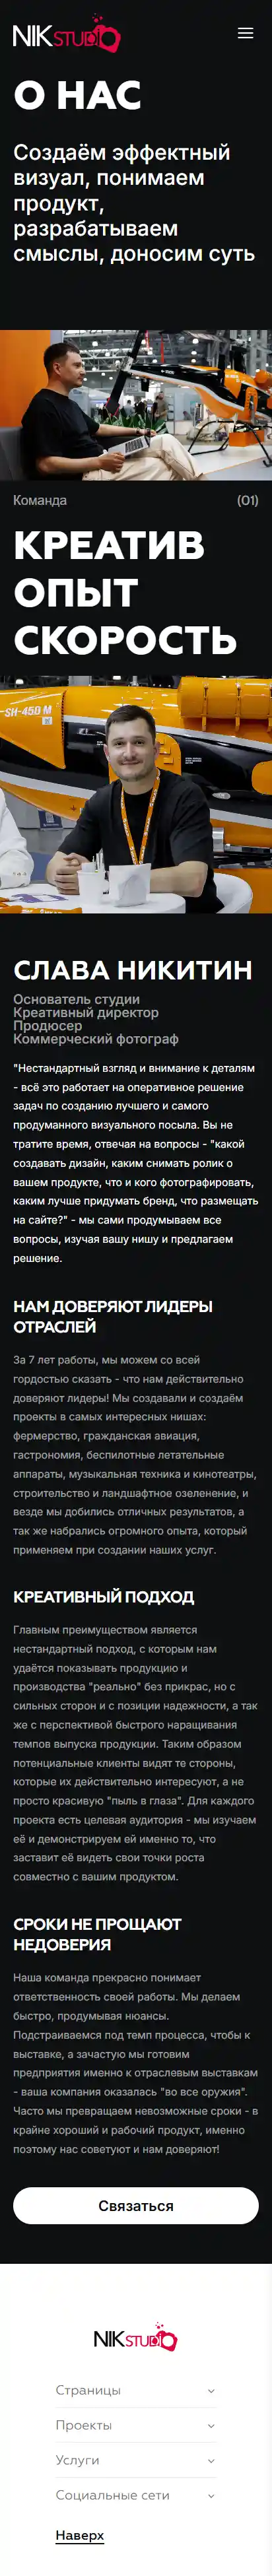 NIKSTUDIO
О НАС
Создаём эффектный
визуал, понимаем
продукт,
разрабатываем
смыслы, доносим суть
Команда (01)
КРЕАТИВ
ОПЫТ
СКОРОСТЬ
SH-450 M
СЛАВА НИКИТИН
Основатель студии
Креативный директор
Продюсер
Коммерческий фотограф
"Нестандартный взгляд и внимание к деталям
- всё это работает на оперативное решение
задач по созданию лучшего и самого
продуманного визуального посыла. Вы не
тратите время, отвечая на вопросы - "какой
создавать дизайн, каким снимать ролик о
вашем продукте, что и кого фотографировать,
каким лучше придумать бренд, что размещать
на сайте?" - мы сами продумываем все
вопросы, изучая вашу нишу и предлагаем
решение.
НАМ ДОВЕРЯЮТ ЛИДЕРЫ
ОТРАСЛЕЙ
За 7 лет работы, мы можем со всей
гордостью сказать - что нам действительно
доверяют лидеры! Мы создавали и создаём
проекты в самых интересных нишах:
фермерство, гражданская авиация,
гастрономия, беспилотные летательные
аппараты, музыкальная техника и кинотеатры,
строительство и ландшафтное озеленение, и
везде мы добились отличных результатов, а
так же набрались огромного опыта, который
применяем при создании наших услуг.
КРЕАТИВНЫЙ ПОДХОД
Главным преимуществом является
нестандартный подход, с которым нам
удаётся показывать продукцию и
производства "реально" без прикрас, но с
сильных сторон и с позиции надежности, а так
же с перспективой быстрого наращивания
темпов выпуска продукции. Таким образом
потенциальные клиенты видят те стороны,
которые их действительно интересуют, а не
просто красивую "пыль в глаза". Для каждого
проекта есть целевая аудитория - мы изучаем
её и демонстрируем ей именно то, что
заставит её видеть свои точки роста
совместно с вашим продуктом.
СРОКИ НЕ ПРОЩАЮТ
НЕДОВЕРИЯ
Наша команда прекрасно понимает
ответственность своей работы. Мы делаем
быстро, продумывая нюансы.
Подстраиваемся под темп процесса, чтобы к
выставке, а зачастую мы готовим
предприятия именно к отраслевым выставкам
- ваша компания оказалась "во все оружия".
Часто мы превращаем невозможные сроки - в
крайне хороший и рабочий продукт, именно
поэтому нас советуют и нам доверяют!
Связаться
NIKSTUDIO
Страницы
Проекты
Услуги
Социальные сети
Наверх